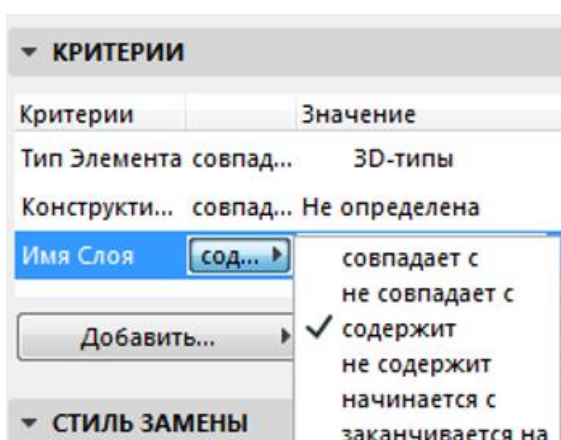 КРИТЕРИИ
Критерии Значение
Тип Элемента совпад... 3D-типы
Конструкти... совпад... Не определена
Имя Слоя сод... совпадает с
не совпадает с
Добавить... содержит
не содержит
начинается с
СТИЛЬ ЗАМЕНЫ заканчивается на